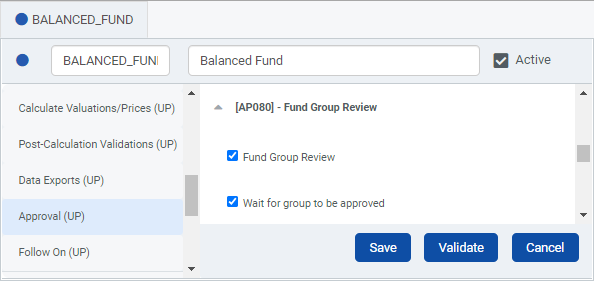 BALANCED_FUND
BALANCED_FUN
Balanced Fund
Active
Calculate Valuations/Prices (UP)
Post-Calculation Validations (UP)
Data Exports (UP)
Approval (UP)
Follow On (UP)
[AP080] - Fund Group Review
Fund Group Review
Wait for group to be approved
Save
Validate
Cancel